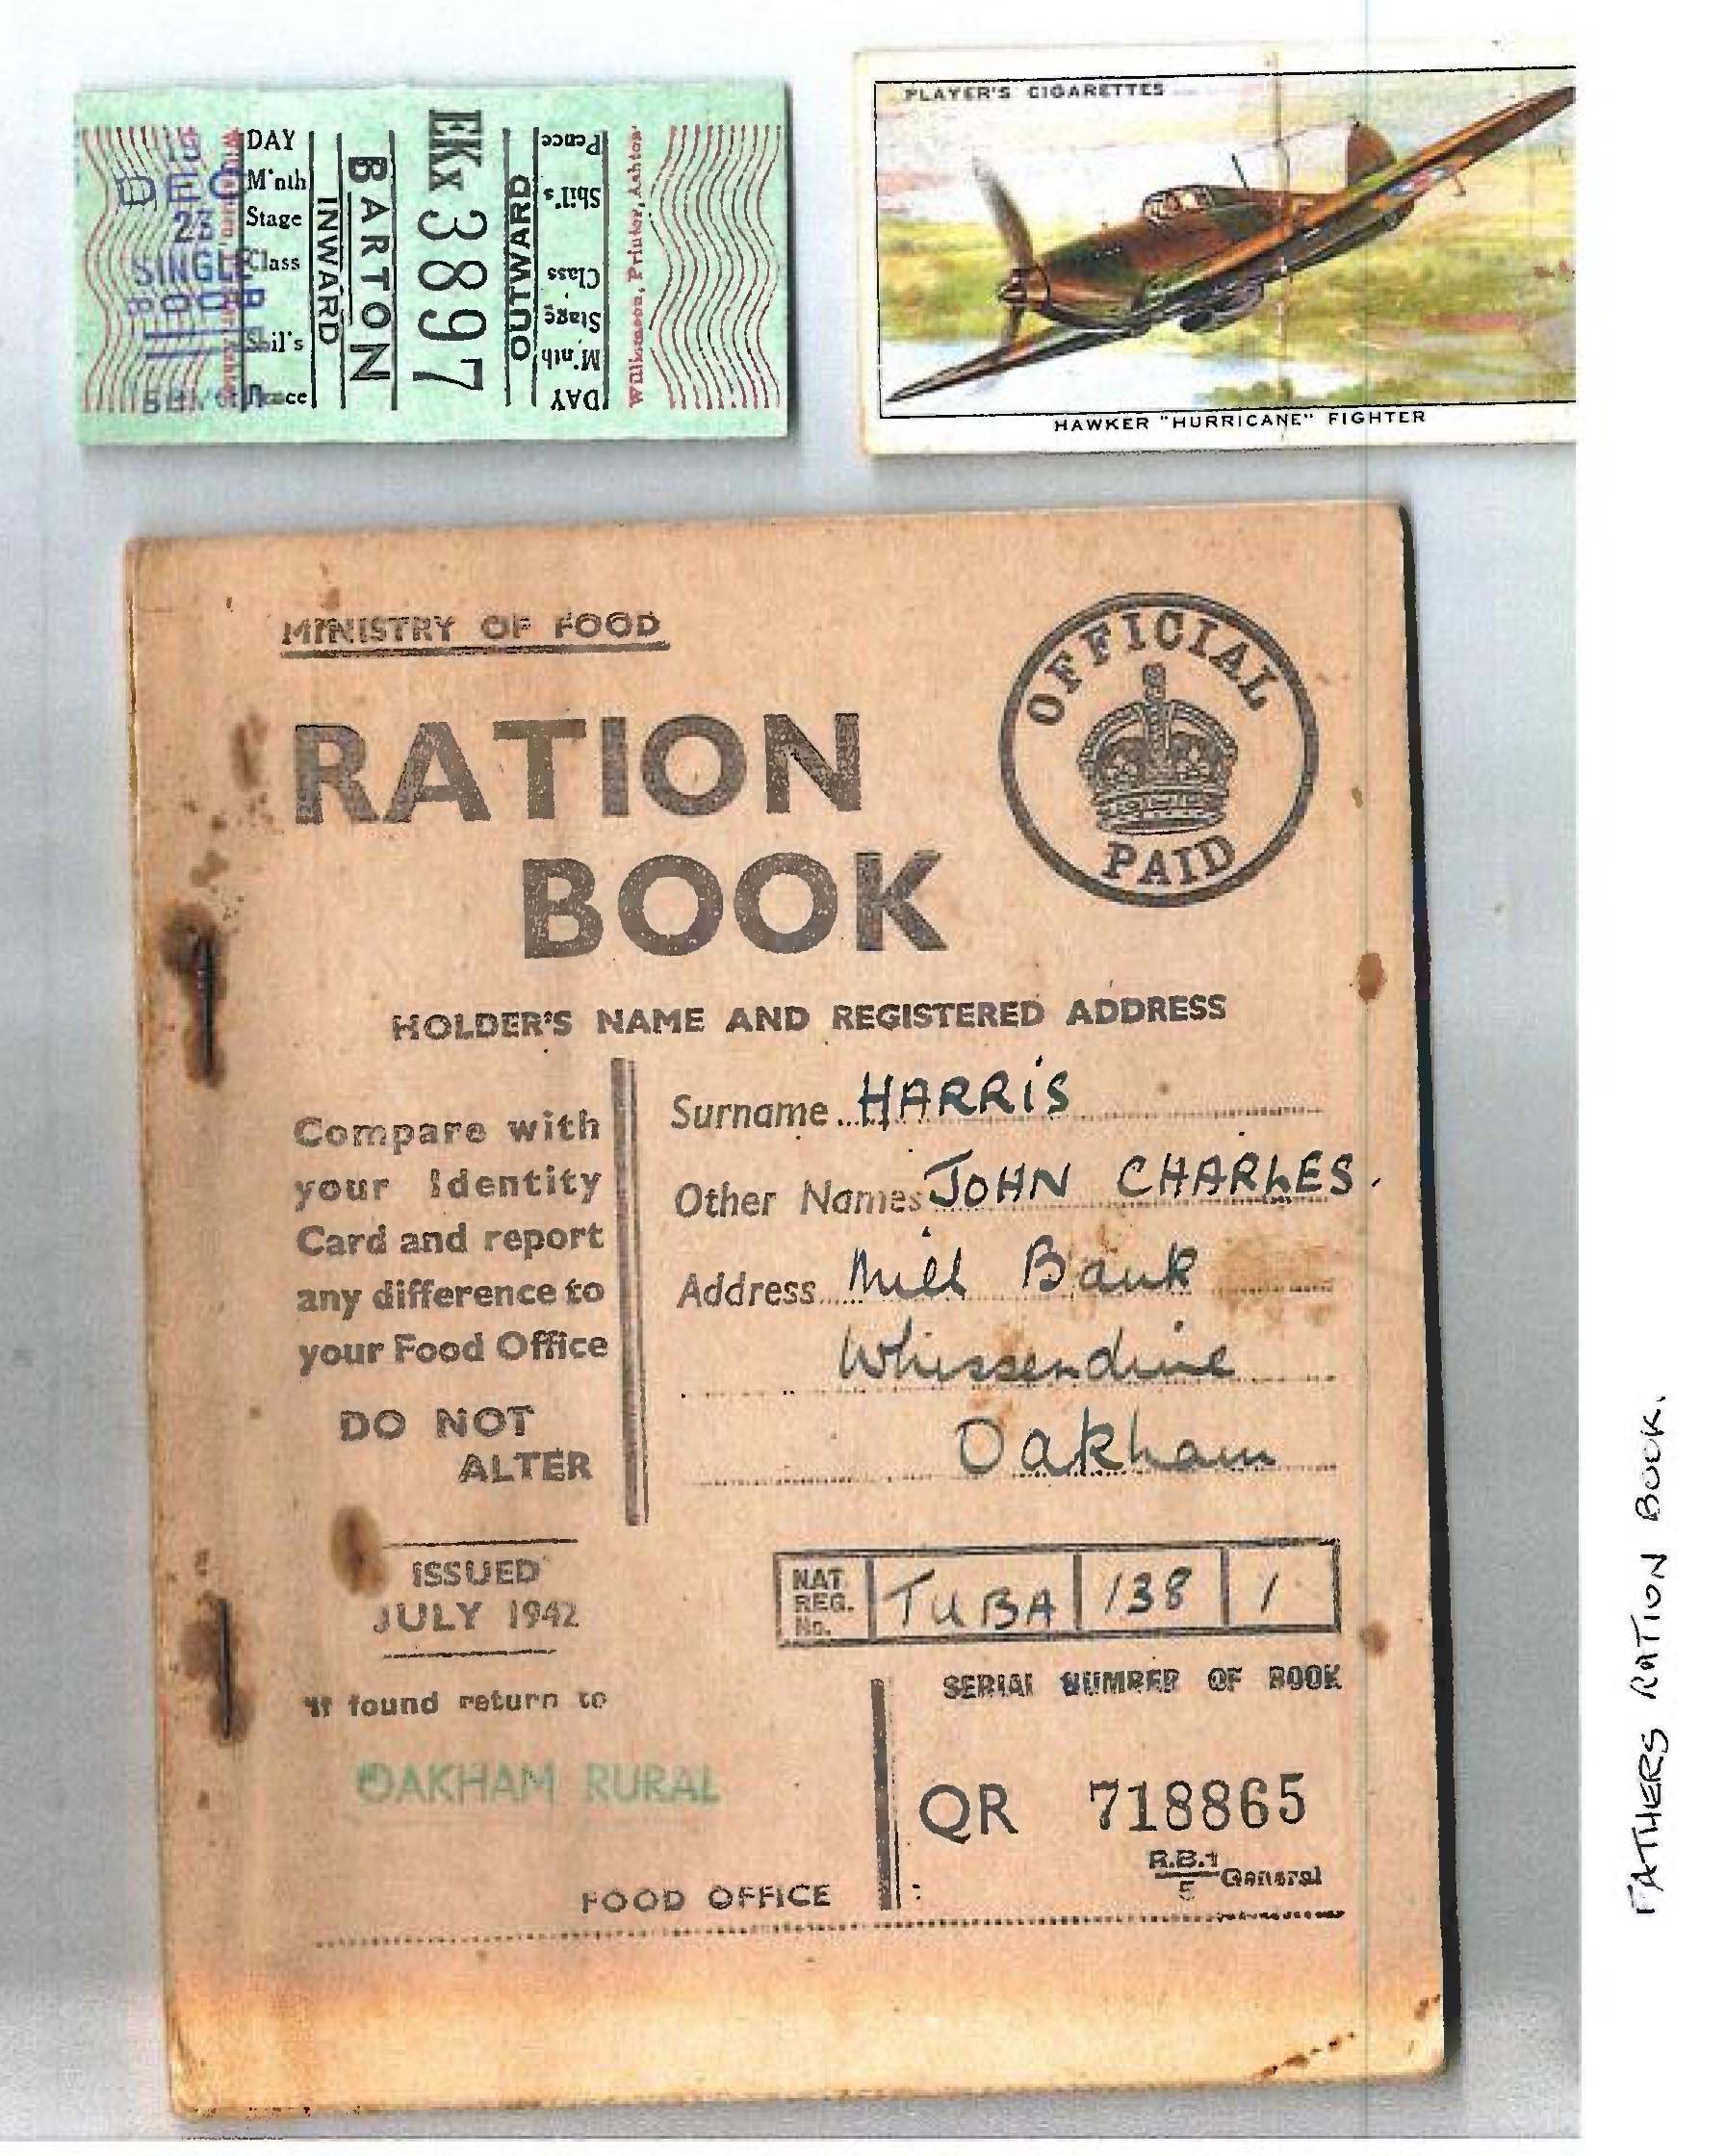 DAY
M'nth
Stage
Class
Shil's
Pence
15
DEC
23
SINGLE
INWARD
BARTON
EKx 3897
OUTWARD
Pence
Shil's
Class
Stage
M'nth
DAY
Williamson, Printer, Ashton
PLAYER'S CIGARETTES
HAWKER "HURRICANE" FIGHTER
MINISTRY OF FOOD
RATION
BOOK
OFFICIAL
PAID
HOLDER'S NAME AND REGISTERED ADDRESS
Compare with
your Identity
Card and report
any difference to
your Food Office
DO NOT
ALTER
Surname HARRIS
Other Names JOHN CHARLES.
Address Mill Bank
Whissendine
Oakham
ISSUED
JULY 1942
NAT.
REG.
No.
TUBA 138 1
If found return to
OAKHAM RURAL
FOOD OFFICE
SERIAL NUMBER OF BOOK
QR 718865
R.B.1
5
General
FATHERS RATION BOOK.